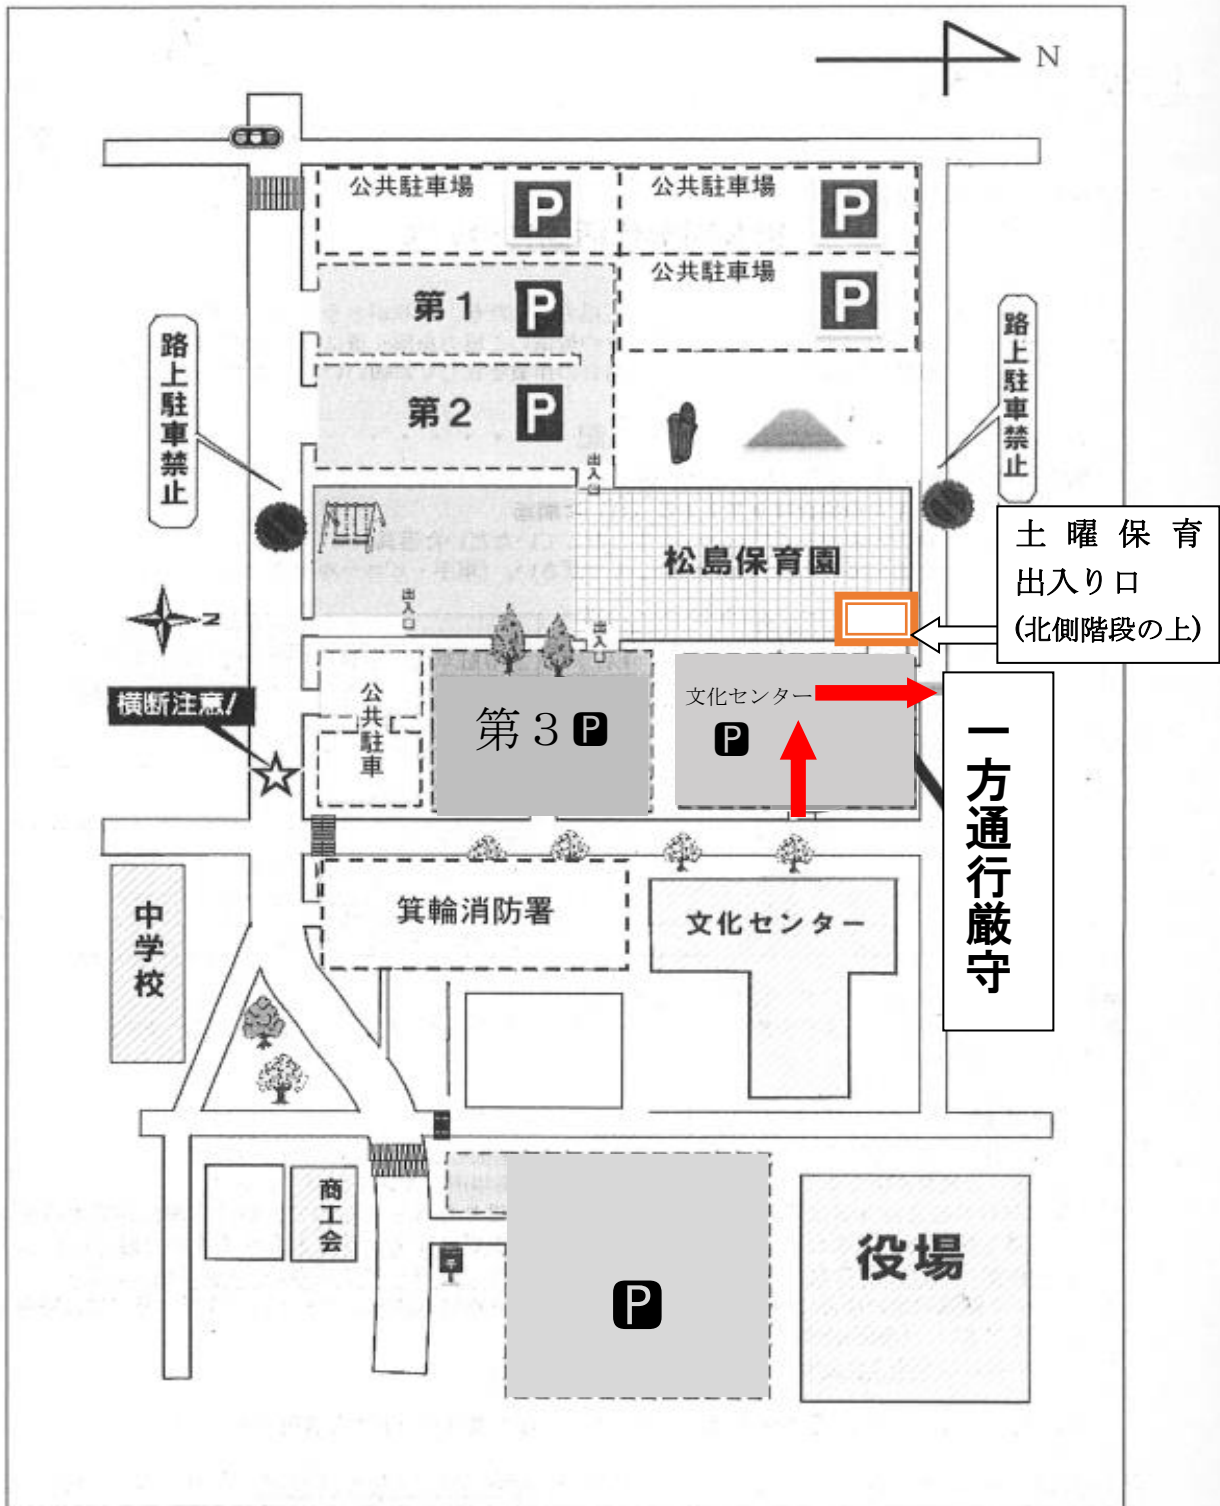 N
公共駐車場
P
公共駐車場
P
第１
P
公共駐車場
P
第２
P
路上駐車禁止
路上駐車禁止
出入口
松島保育園
土曜保育
出入り口
(北側階段の上)
出入口
出入口
N
横断注意!
公共駐車
第３ P
文化センター
P
一方通行厳守
中学校
箕輪消防署
文化センター
商工会
P
役場